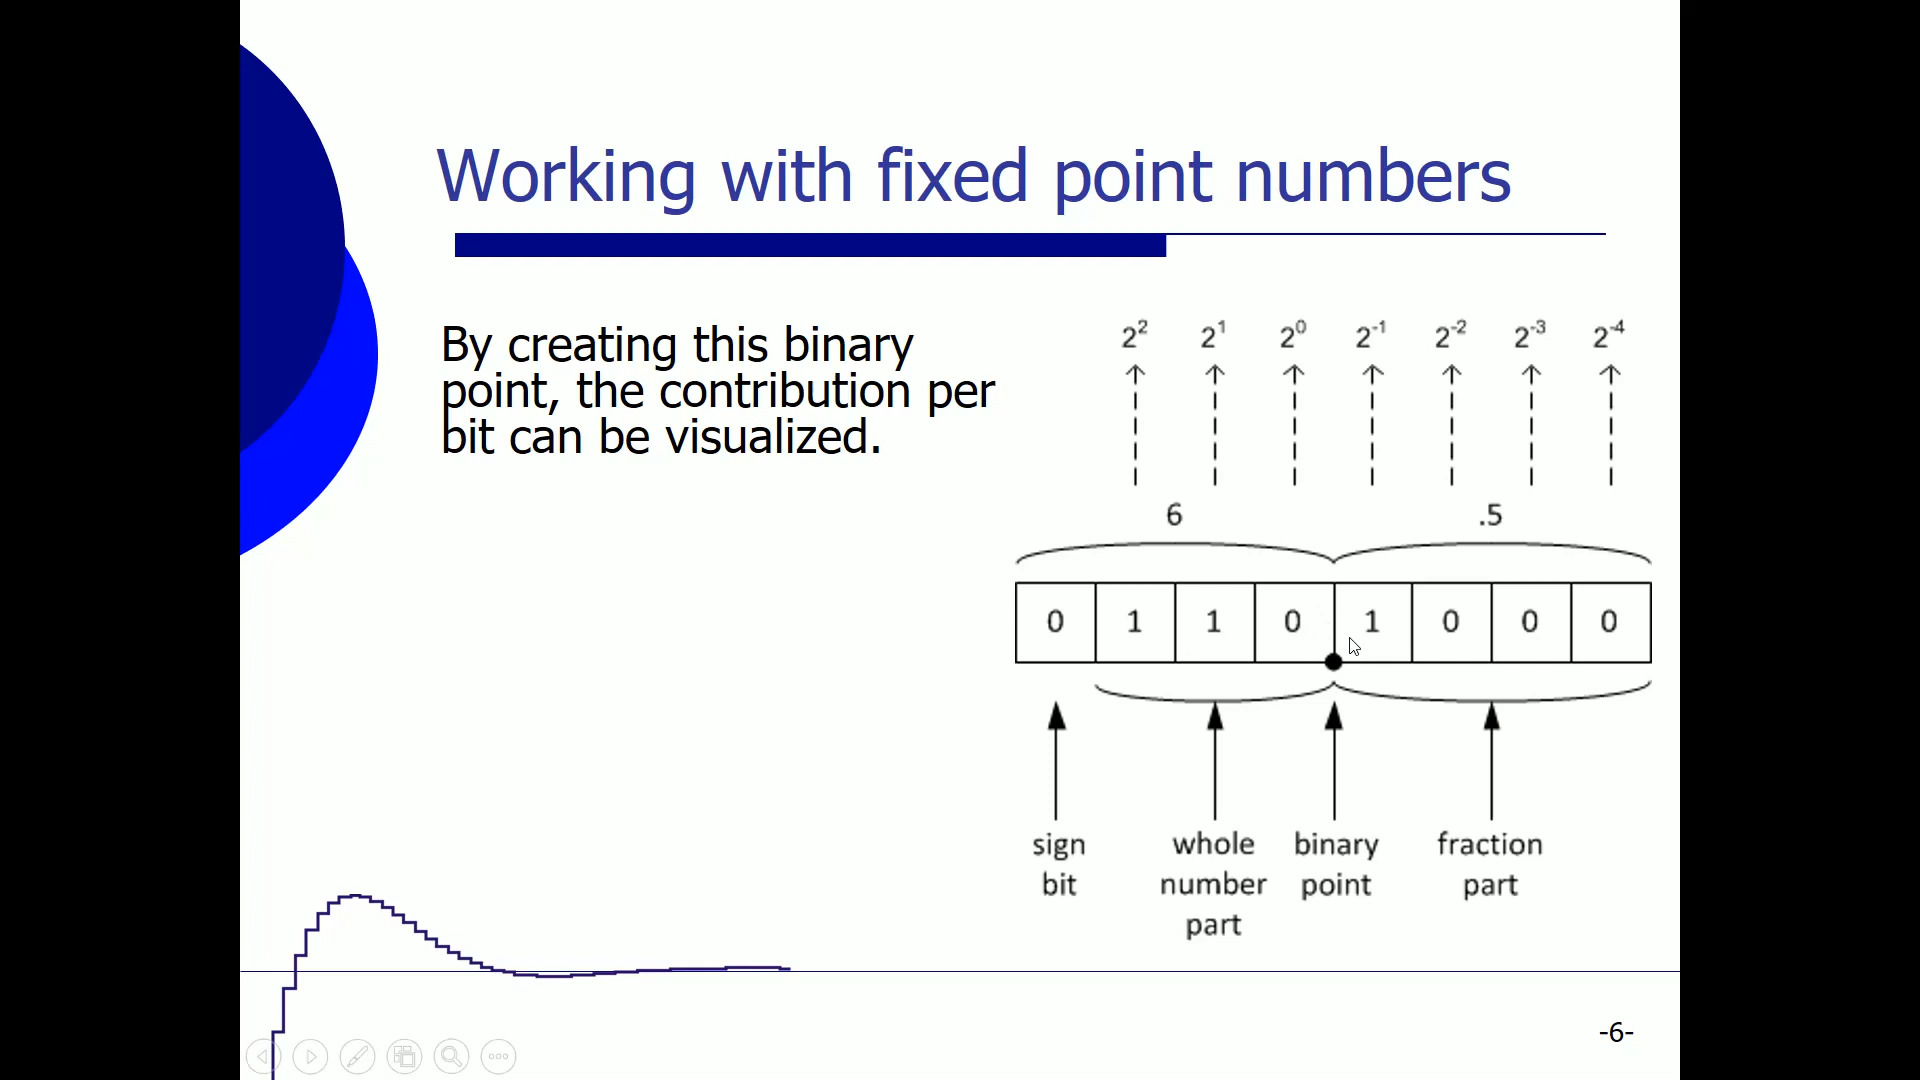 Working with fixed point numbers
By creating this binary
point, the contribution per
bit can be visualized.
2² 2¹ 2⁰ 2⁻¹ 2⁻² 2⁻³ 2⁻⁴
6 .5
0 1 1 0 1 0 0 0
sign whole binary fraction
bit number point part
part
-6-